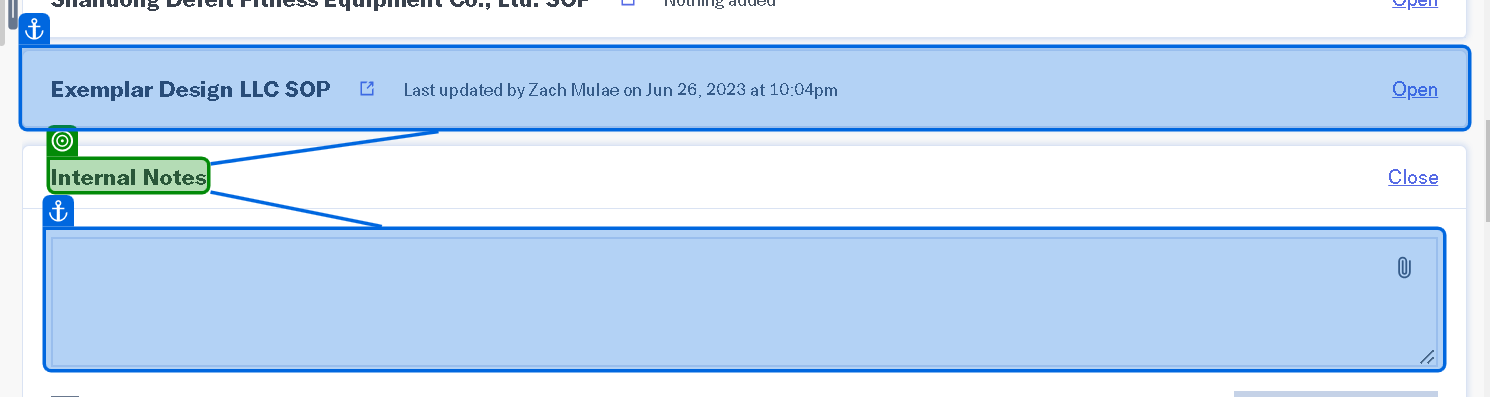 Shandong Defeit Fitness Equipment Co., Ltd. SOP Nothing added Open
Exemplar Design LLC SOP Last updated by Zach Mulae on Jun 26, 2023 at 10:04pm Open
Internal Notes Close